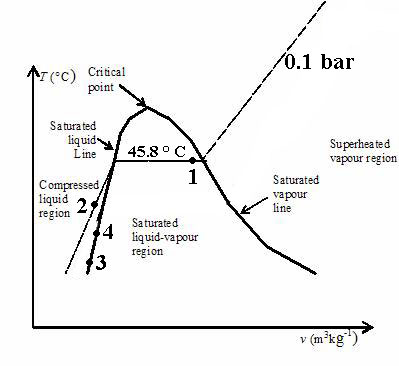 0.1 bar
T (°C)
Critical
point
Saturated
liquid
Line
45.8 ° C
1
Superheated
vapour region
Compressed
liquid
region
2
Saturated
vapour
line
4
Saturated
liquid-vapour
region
3
v (m³kg⁻¹)